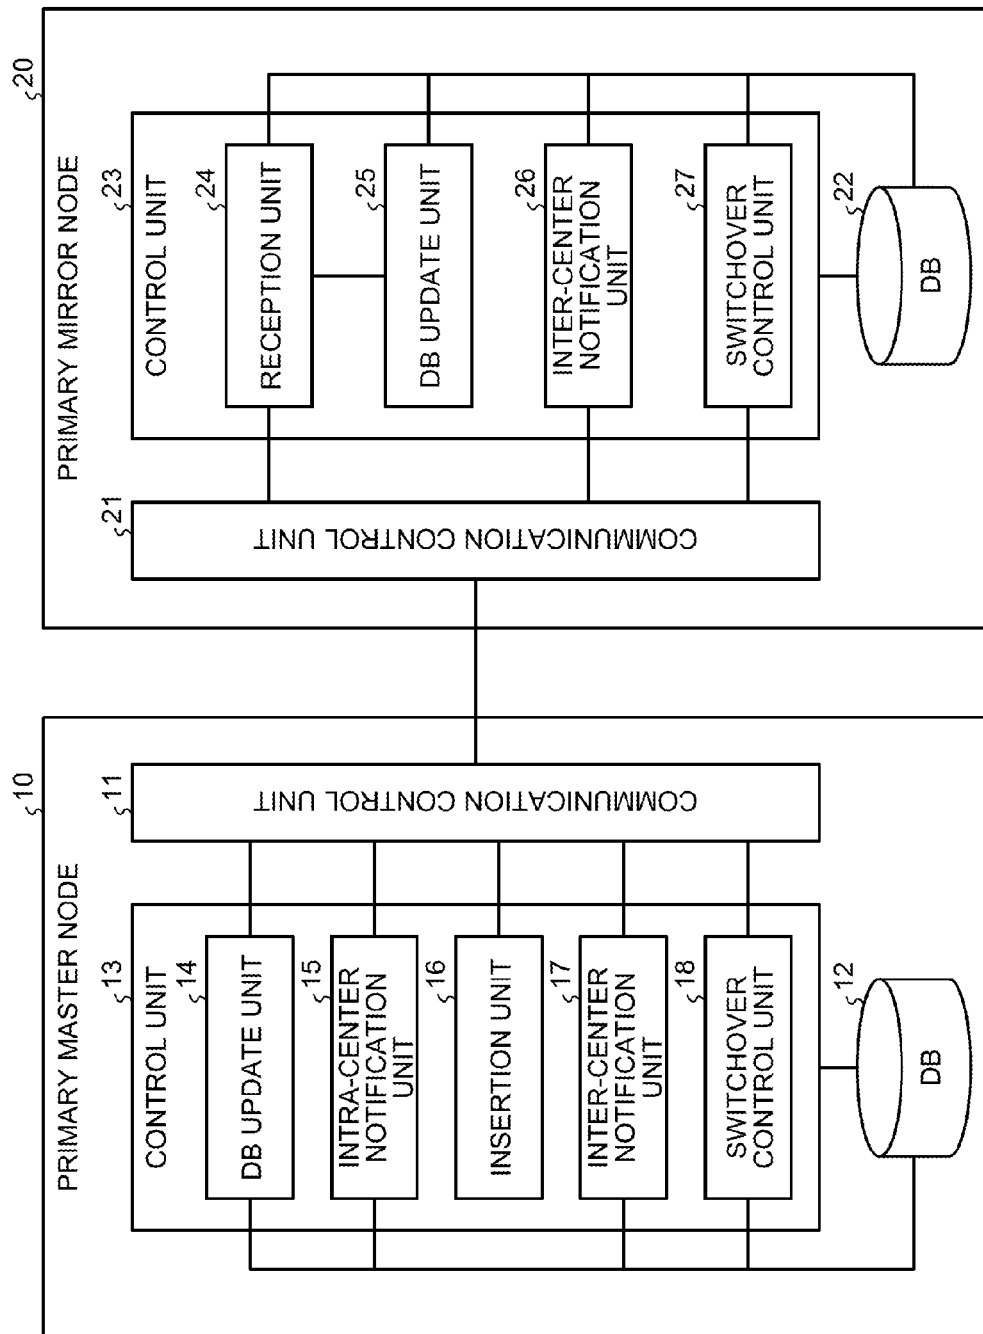 PRIMARY MASTER NODE
10
CONTROL UNIT
13
DB UPDATE UNIT
14
INTRA-CENTER
NOTIFICATION
UNIT
15
INSERTION UNIT
16
INTER-CENTER
NOTIFICATION
UNIT
17
SWITCHOVER
CONTROL UNIT
18
DB
12
COMMUNICATION CONTROL
UNIT
11
PRIMARY MIRROR NODE
20
COMMUNICATION CONTROL
UNIT
21
CONTROL UNIT
23
RECEPTION UNIT
24
DB UPDATE UNIT
25
INTER-CENTER
NOTIFICATION
UNIT
26
SWITCHOVER
CONTROL UNIT
27
DB
22